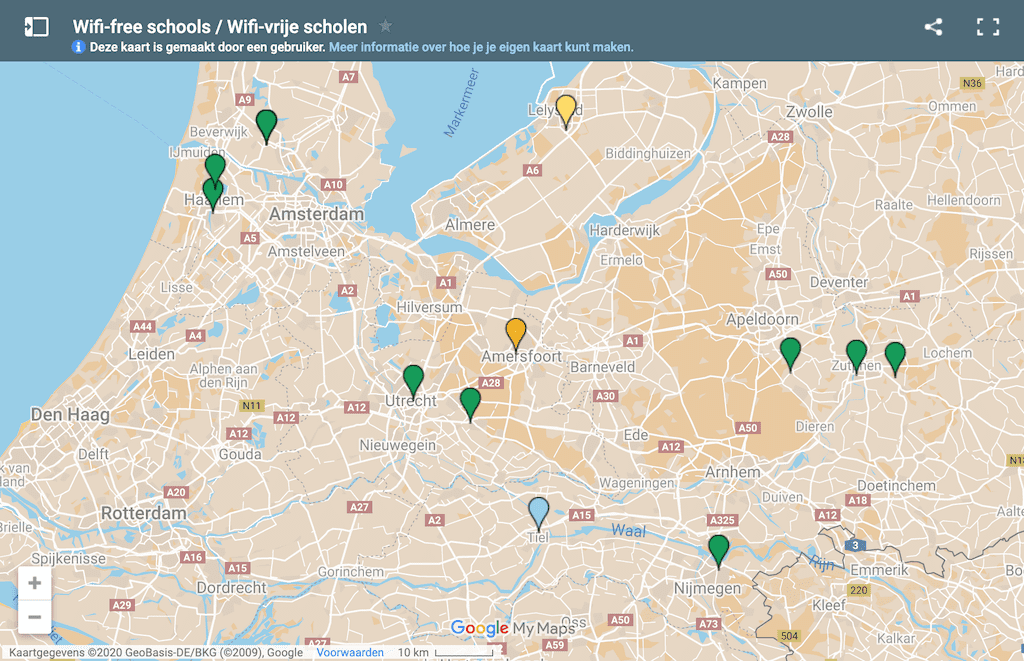 Wifi-free schools / Wifi-vrije scholen
Deze kaart is gemaakt door een gebruiker. Meer informatie over hoe je je eigen kaart kunt maken.
A7
Markermeer
Kampen
N36
A9
Ommen
Zwolle
Beverwijk
A28
IJmuiden
Biddinghuizen
A6
A10
Haarlem
Raalte
Hellendoorn
Amsterdam
Almere
Harderwijk
Epe
A5
Emst
Amstelveen
Ermelo
Rijssen
A50
Lisse
A2
A1
Deventer
A1
Hilversum
Apeldoorn
A44
A4
A1
Leiden
Amersfoort
Lochem
Alphen aan
den Rijn
Barneveld
Zutphen
A28
A30
N11
A12
Utrecht
Den Haag
A12
A12
A50
Dieren
Ede
Nieuwegein
A12
Delft
Gouda
k van
land
Arnhem
Wageningen
Doetinchem
A20
Duiven
A27
A18
Rotterdam
A2
A15
A325
A12
Aalte
Brielle
Waal
Tiel
3
Spijkenisse
A16
Rijn
A15
Gorinchem
Emmerik
Bo
Dordrecht
Nijmegen
220
A29
Kleef
A50
A73
Oss
504
Kalkar
A27
A59
Google My Maps
+
−
Kaartgegevens ©2020 GeoBasis-DE/BKG (©2009), Google Voorwaarden 10 km